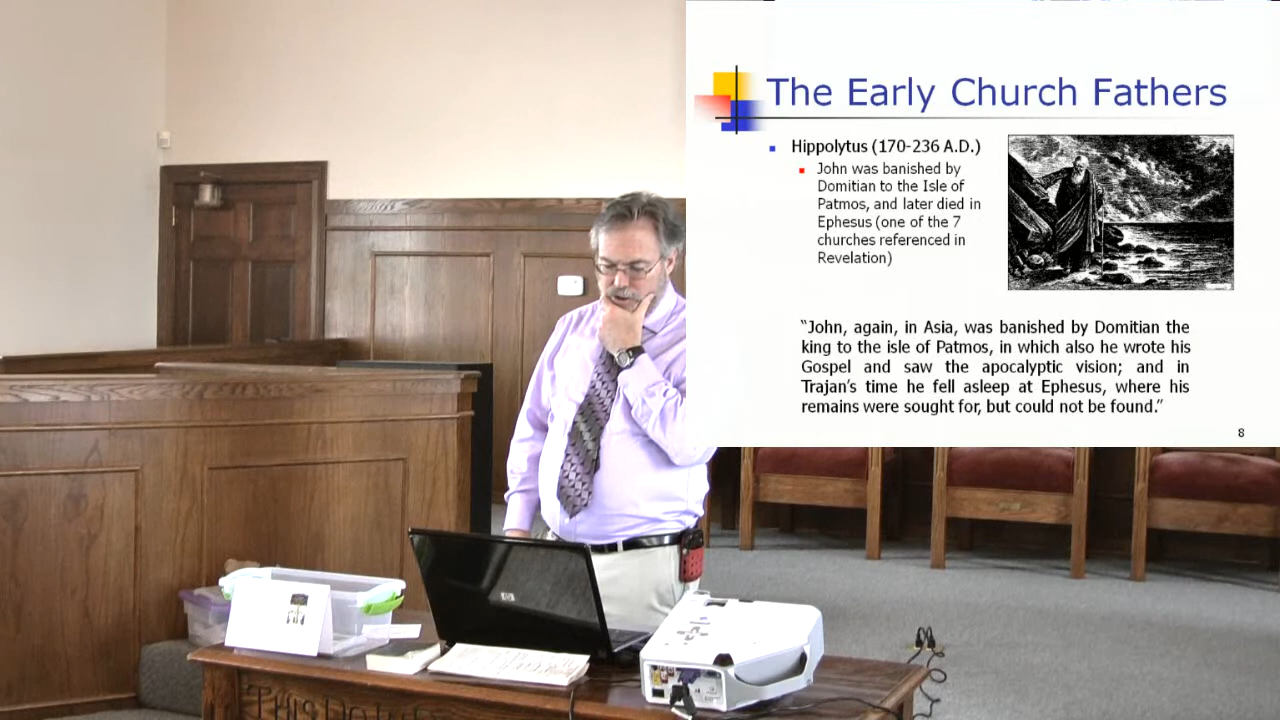 The Early Church Fathers
Hippolytus (170-236 A.D.)
John was banished by
Domitian to the Isle of
Patmos, and later died in
Ephesus (one of the 7
churches referenced in
Revelation)
“John, again, in Asia, was banished by Domitian the
king to the isle of Patmos, in which also he wrote his
Gospel and saw the apocalyptic vision; and in
Trajan’s time he fell asleep at Ephesus, where his
remains were sought for, but could not be found.”
8
hp
THIS DO IN